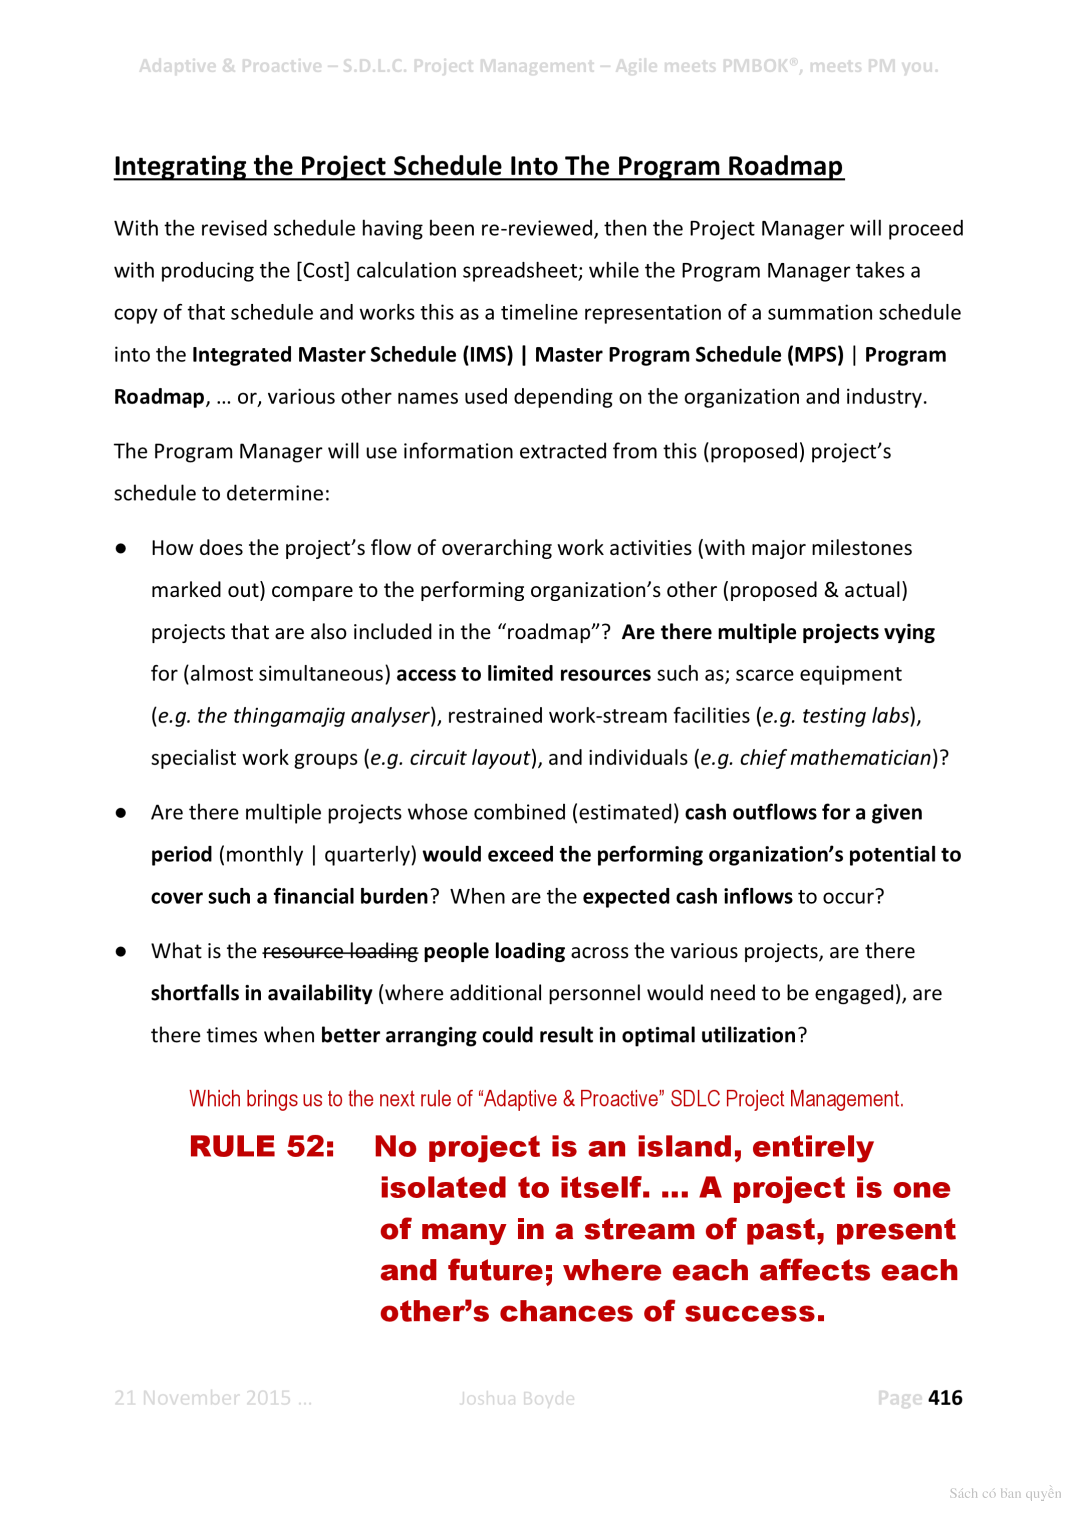 Adaptive & Proactive – S.D.L.C. Project Management – Agile meets PMBOK®, meets PM you.
Integrating the Project Schedule Into The Program Roadmap
With the revised schedule having been re-reviewed, then the Project Manager will proceed
with producing the [Cost] calculation spreadsheet; while the Program Manager takes a
copy of that schedule and works this as a timeline representation of a summation schedule
into the Integrated Master Schedule (IMS) | Master Program Schedule (MPS) | Program
Roadmap, … or, various other names used depending on the organization and industry.
The Program Manager will use information extracted from this (proposed) project’s
schedule to determine:
● How does the project’s flow of overarching work activities (with major milestones
marked out) compare to the performing organization’s other (proposed & actual)
projects that are also included in the “roadmap”?  Are there multiple projects vying
for (almost simultaneous) access to limited resources such as; scarce equipment
(e.g. the thingamajig analyser), restrained work-stream facilities (e.g. testing labs),
specialist work groups (e.g. circuit layout), and individuals (e.g. chief mathematician)?
● Are there multiple projects whose combined (estimated) cash outflows for a given
period (monthly | quarterly) would exceed the performing organization’s potential to
cover such a financial burden?  When are the expected cash inflows to occur?
● What is the resource loading people loading across the various projects, are there
shortfalls in availability (where additional personnel would need to be engaged), are
there times when better arranging could result in optimal utilization?
Which brings us to the next rule of “Adaptive & Proactive” SDLC Project Management.
RULE 52: No project is an island, entirely
isolated to itself. … A project is one
of many in a stream of past, present
and future; where each affects each
other’s chances of success.
21 November 2015 … Joshua Boyde Page 416
Sách có bản quyền